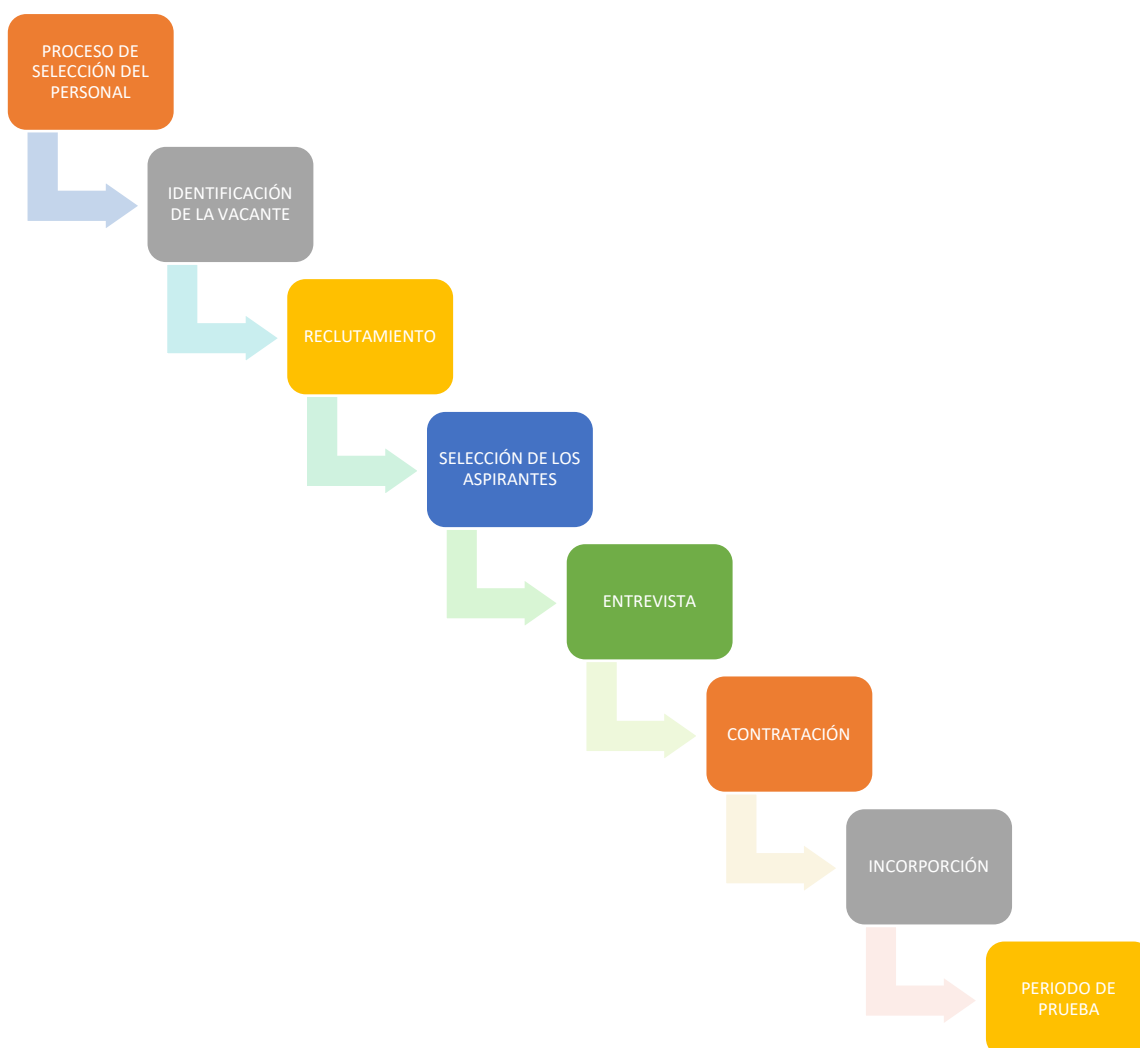 PROCESO DE
SELECCIÓN DEL
PERSONAL
IDENTIFICACIÓN
DE LA VACANTE
RECLUTAMIENTO
SELECCIÓN DE LOS
ASPIRANTES
ENTREVISTA
CONTRATACIÓN
INCORPORCIÓN
PERIODO DE
PRUEBA